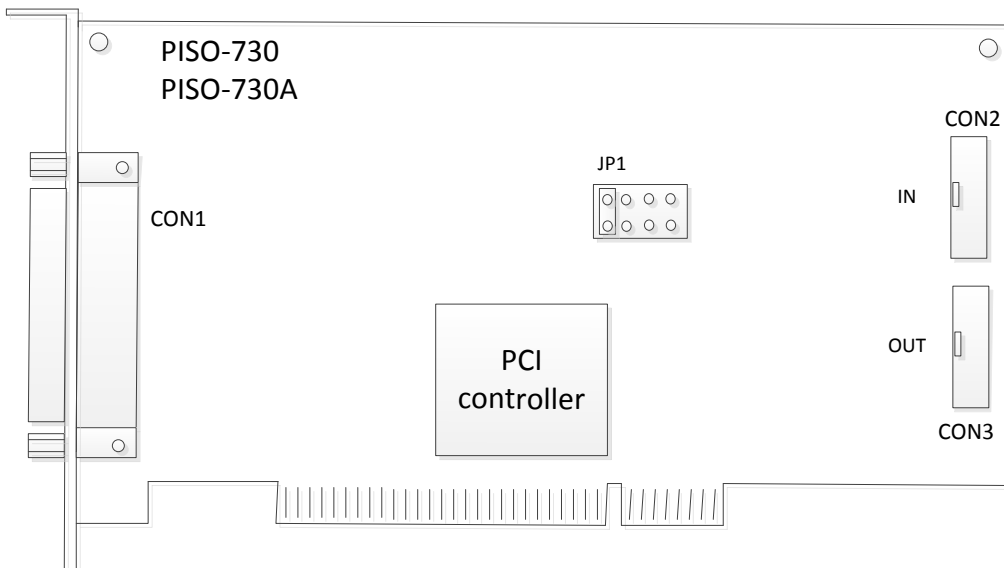 PISO-730
PISO-730A
CON2
JP1
IN
CON1
OUT
PCI
controller
CON3